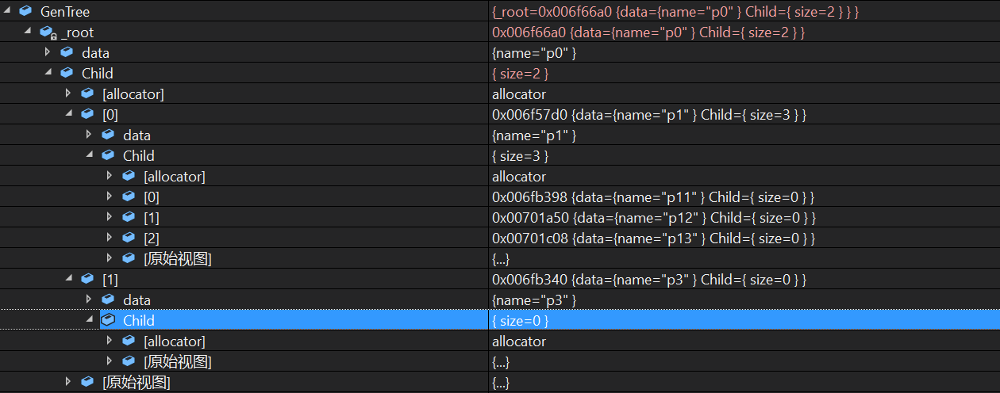 GenTree {_root=0x006f66a0 {data={name="p0" } Child={ size=2 } } }
_root 0x006f66a0 {data={name="p0" } Child={ size=2 } }
data {name="p0" }
Child { size=2 }
[allocator] allocator
[0] 0x006f57d0 {data={name="p1" } Child={ size=3 } }
data {name="p1" }
Child { size=3 }
[allocator] allocator
[0] 0x006fb398 {data={name="p11" } Child={ size=0 } }
[1] 0x00701a50 {data={name="p12" } Child={ size=0 } }
[2] 0x00701c08 {data={name="p13" } Child={ size=0 } }
[原始视图] {...}
[1] 0x006fb340 {data={name="p3" } Child={ size=0 } }
data {name="p3" }
Child { size=0 }
[allocator] allocator
[原始视图] {...}
[原始视图] {...}